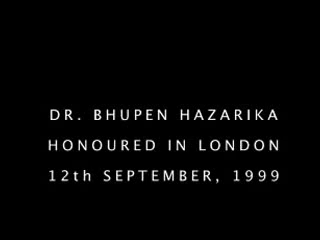 DR. BHUPEN HAZARIKA
HONOURED IN LONDON
12th SEPTEMBER, 1999